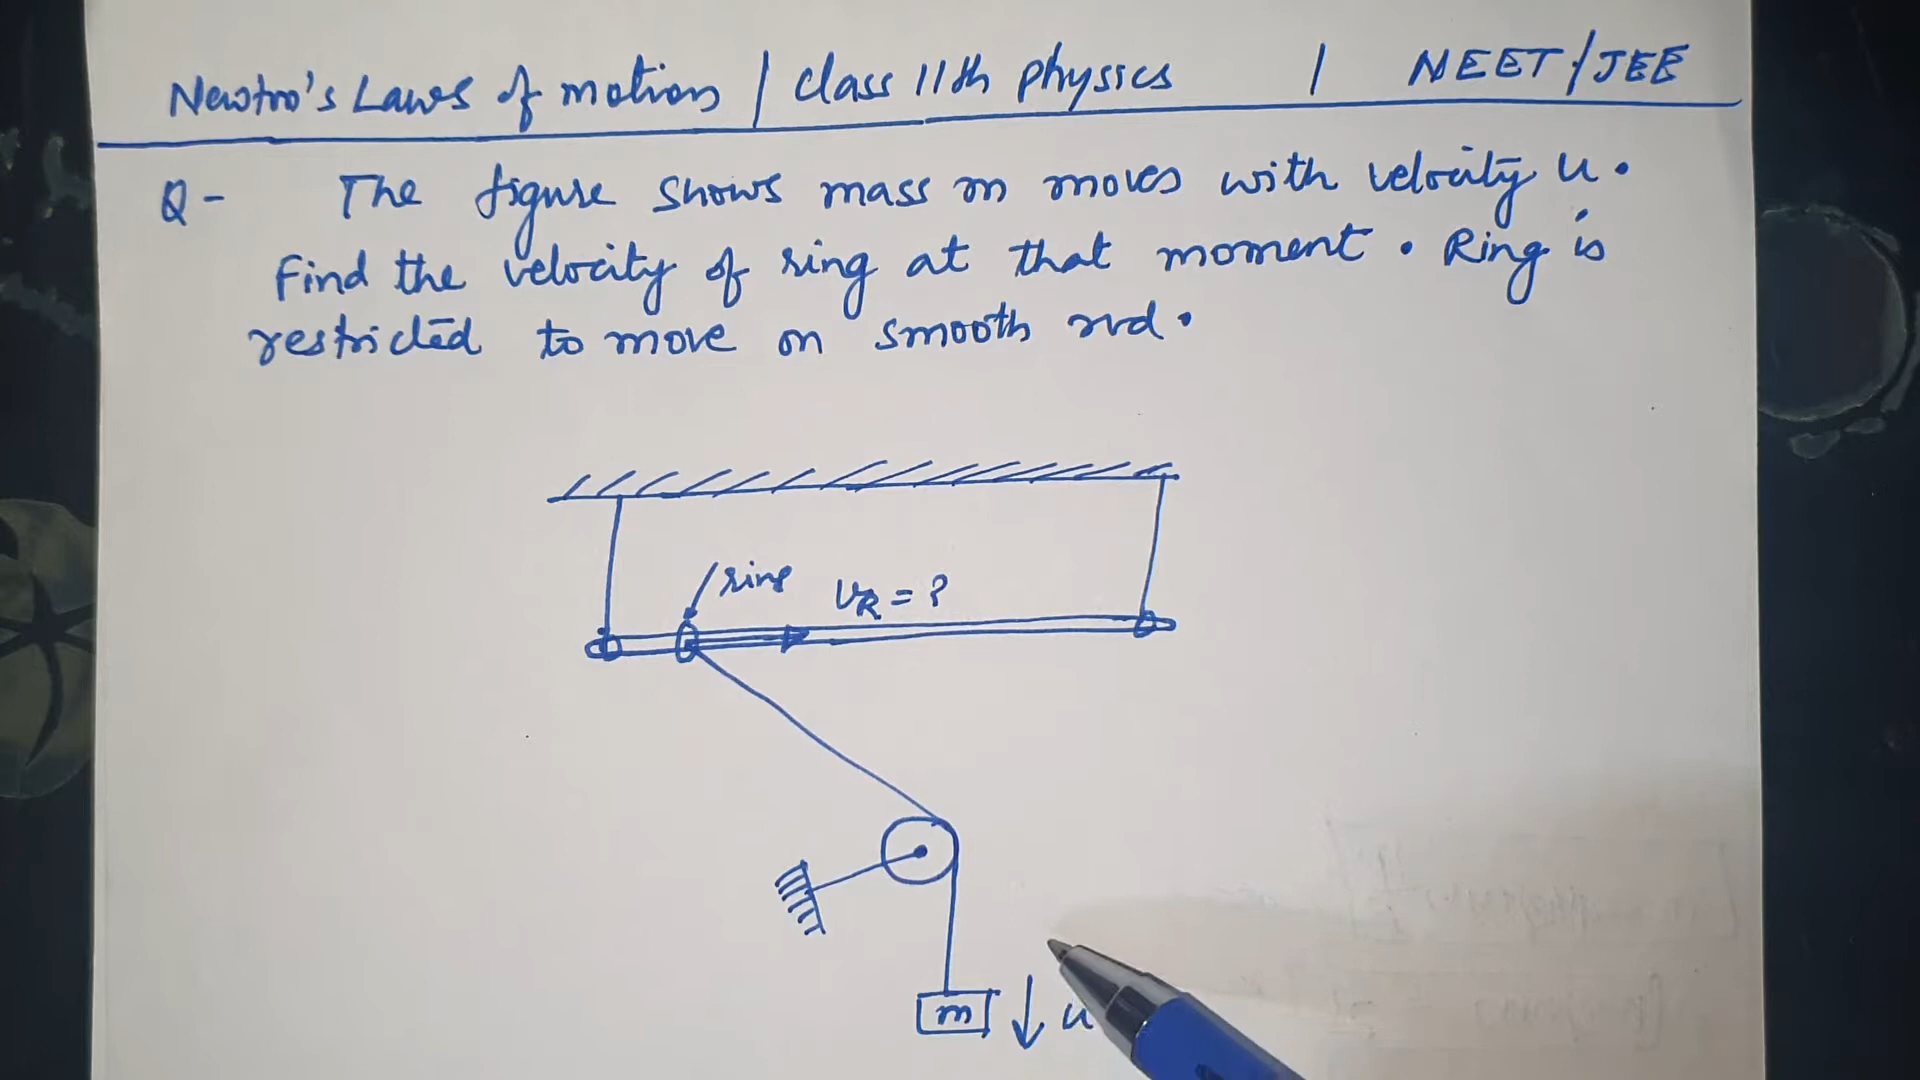 Newtro's Laws of motion | Class 11th physics | NEET/JEE
Q- The figure shows mass m moves with velocity u.
Find the velocity of ring at that moment. Ring is
restricted to move on smooth rod.
ring
VR = ?
m
u